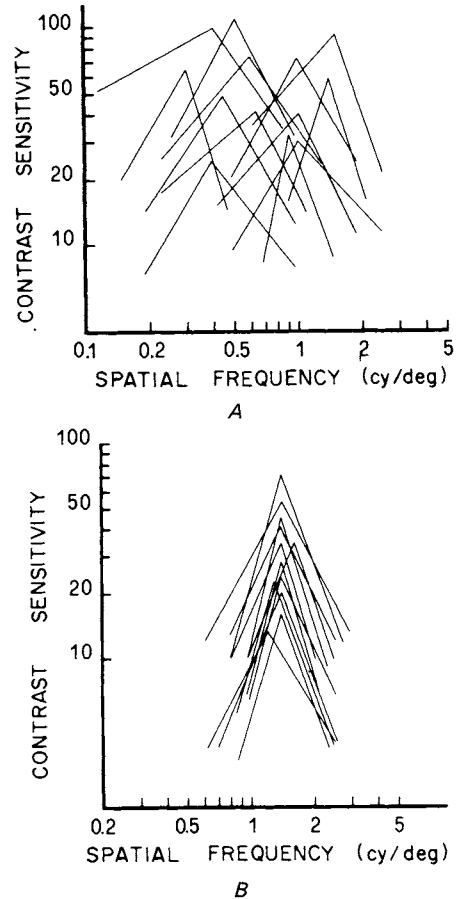 100
50
20
10
CONTRAST SENSITIVITY
0.1 0.2 0.5 1 2 5
SPATIAL FREQUENCY (cy/deg)
A
100
50
20
10
CONTRAST SENSITIVITY
0.2 0.5 1 2 5
SPATIAL FREQUENCY (cy/deg)
B